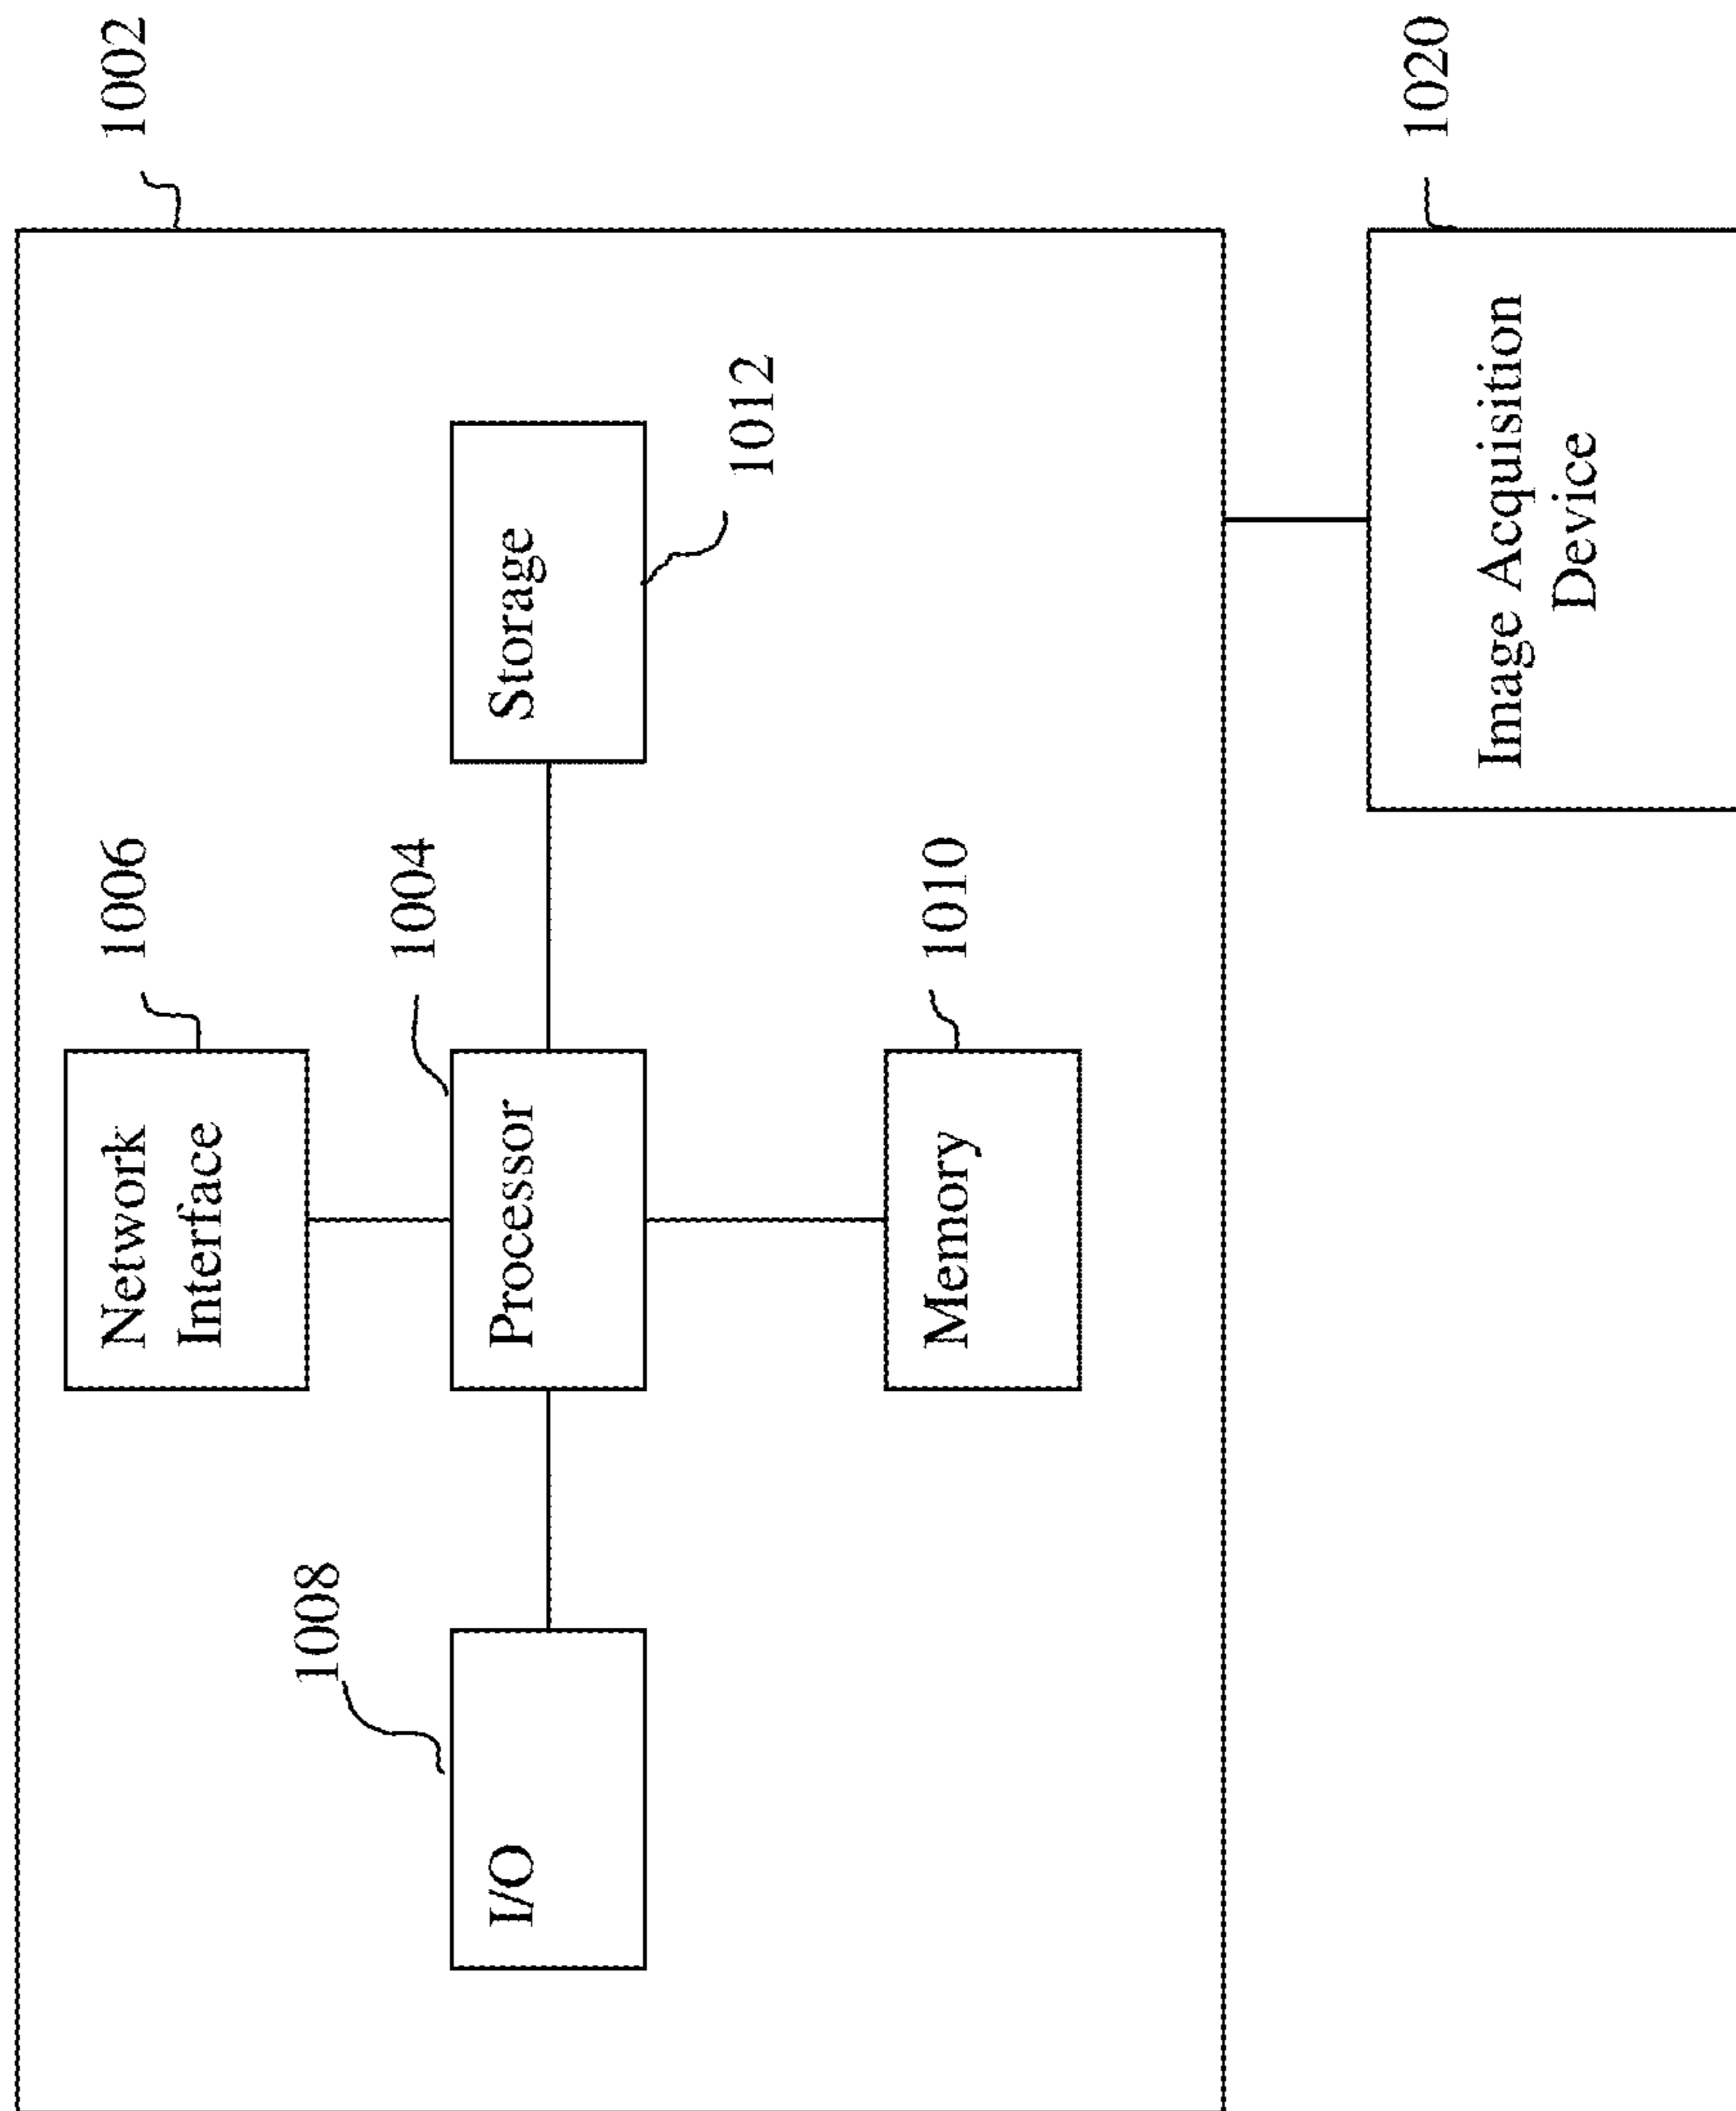 1002
Network
Interface
1006
1008
1004
I/O
Processor
Storage
1012
Memory
1010
1020
Image Acquisition
Device